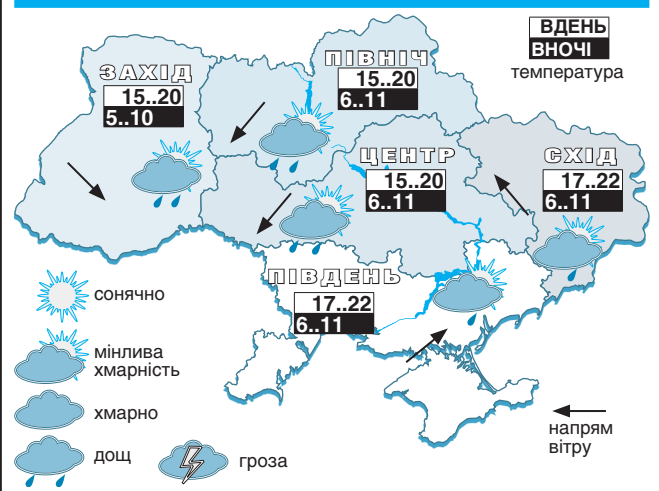 ВДЕНЬ
ВНОЧІ
температура
ПІВНІЧ
15..20
6..11
ЗАХІД
15..20
5..10
ЦЕНТР
15..20
6..11
СХІД
17..22
6..11
ПІВДЕНЬ
17..22
6..11
сонячно
мінлива
хмарність
хмарно
дощ
гроза
напрям
вітру